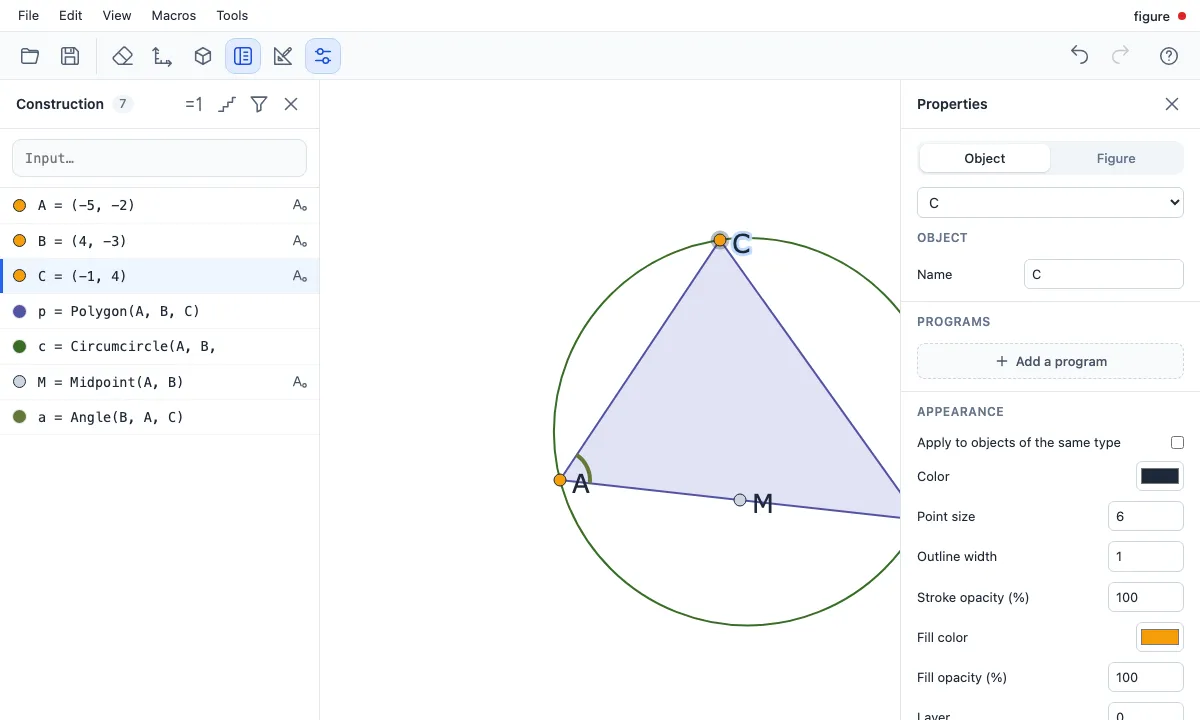 File Edit View Macros Tools
figure
Construction 7
=1
Input…
A = (−5, −2)
B = (4, −3)
C = (−1, 4)
p = Polygon(A, B, C)
c = Circumcircle(A, B,
M = Midpoint(A, B)
a = Angle(B, A, C)
C
A
M
Properties
Object Figure
C
OBJECT
Name C
PROGRAMS
+ Add a program
APPEARANCE
Apply to objects of the same type
Color
Point size 6
Outline width 1
Stroke opacity (%) 100
Fill color
Fill opacity (%) 100
Layer 0